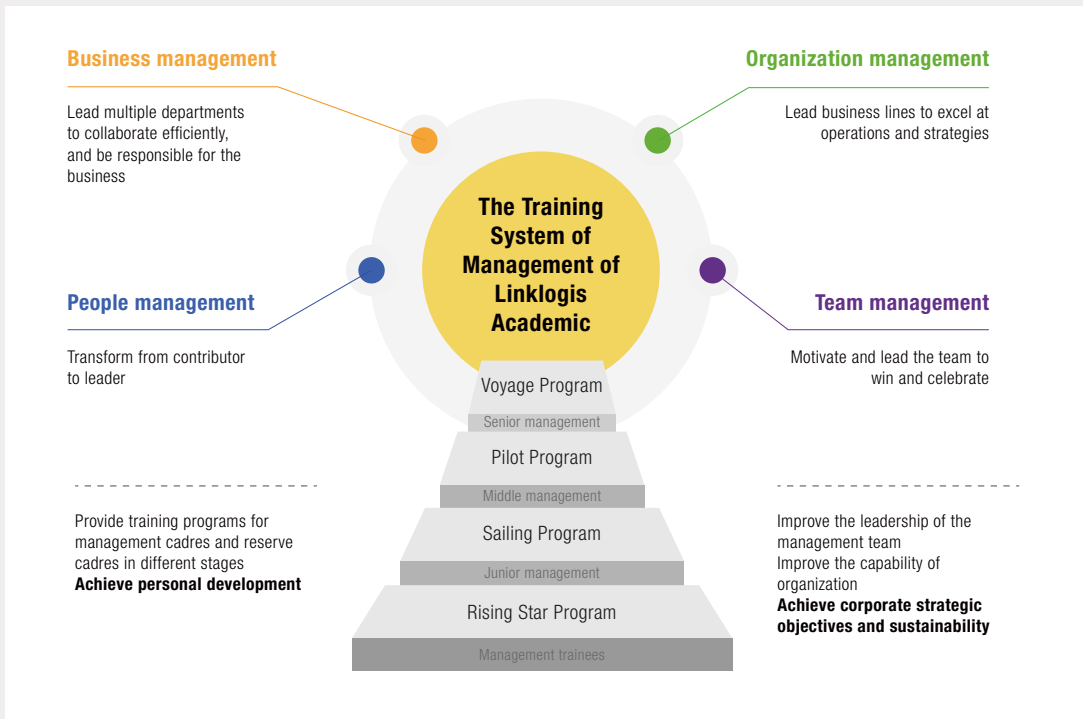 Business management
Lead multiple departments
to collaborate efficiently,
and be responsible for the
business
Organization management
Lead business lines to excel at
operations and strategies
The Training
System of
Management of
Linklogis
Academic
People management
Transform from contributor
to leader
Team management
Motivate and lead the team to
win and celebrate
Voyage Program
Senior management
Pilot Program
Middle management
Sailing Program
Junior management
Rising Star Program
Management trainees
Provide training programs for
management cadres and reserve
cadres in different stages
Achieve personal development
Improve the leadership of the
management team
Improve the capability of
organization
Achieve corporate strategic
objectives and sustainability